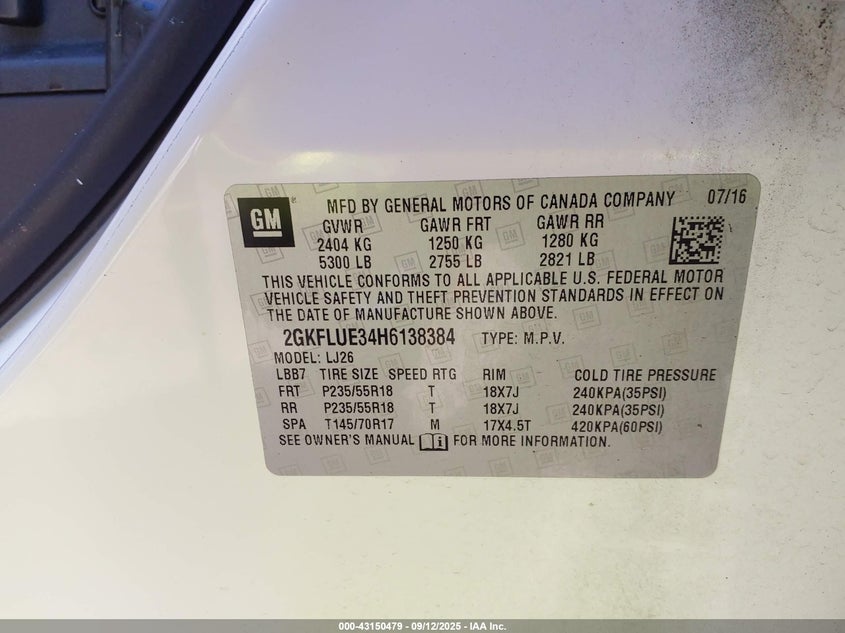 GM
MFD BY GENERAL MOTORS OF CANADA COMPANY 07/16
GVWR GAWR FRT GAWR RR
2404 KG 1250 KG 1280 KG
5300 LB 2755 LB 2821 LB
THIS VEHICLE CONFORMS TO ALL APPLICABLE U.S. FEDERAL MOTOR
VEHICLE SAFETY AND THEFT PREVENTION STANDARDS IN EFFECT ON
THE DATE OF MANUFACTURE SHOWN ABOVE.
2GKFLUE34H6138384 TYPE: M.P.V.
MODEL: LJ26
LBB7 TIRE SIZE SPEED RTG RIM COLD TIRE PRESSURE
FRT P235/55R18 T 18X7J 240KPA(35PSI)
RR P235/55R18 T 18X7J 240KPA(35PSI)
SPA T145/70R17 M 17X4.5T 420KPA(60PSI)
SEE OWNER'S MANUAL FOR MORE INFORMATION.
000-43150479 - 09/12/2025 - IAA Inc.